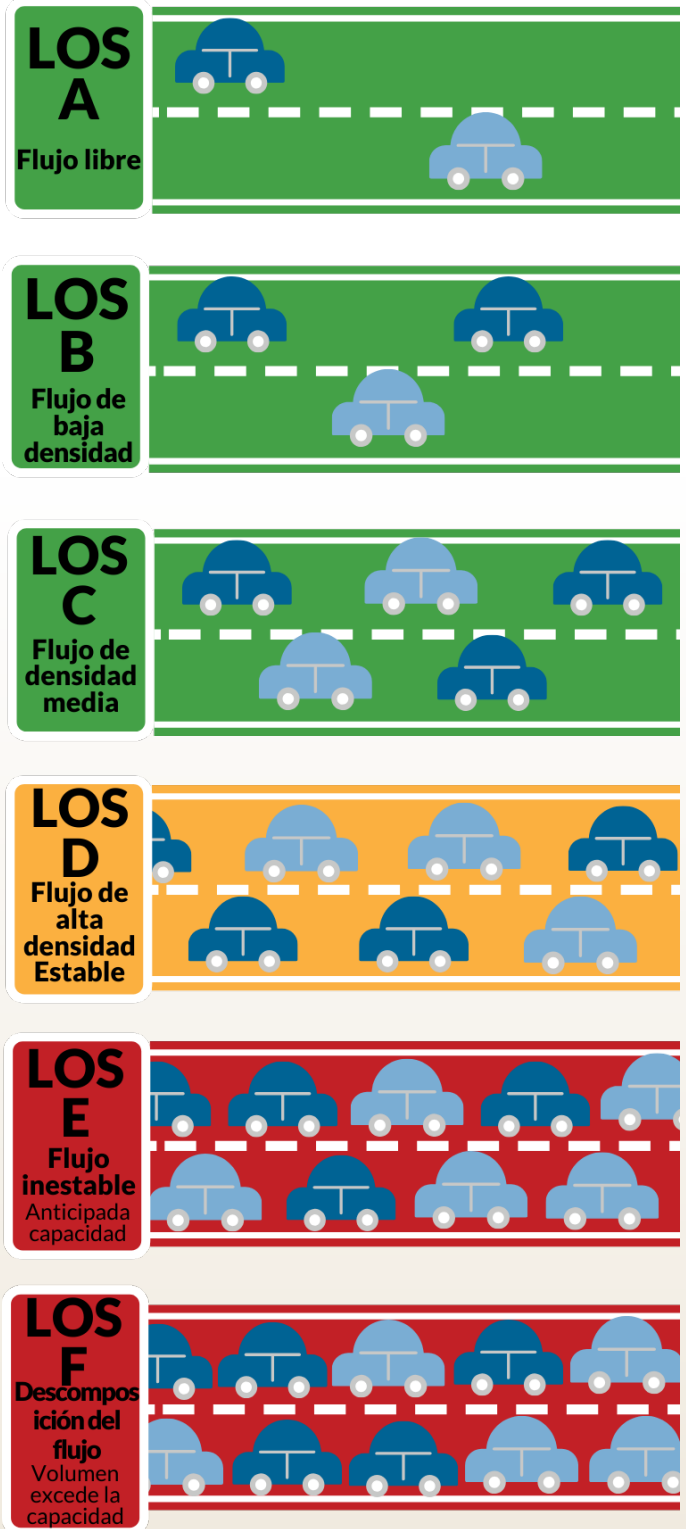 LOS
A
Flujo libre
LOS
B
Flujo de
baja
densidad
LOS
C
Flujo de
densidad
media
LOS
D
Flujo de
alta
densidad
Estable
LOS
E
Flujo
inestable
Anticipada
capacidad
LOS
F
Descompos
ición del
flujo
Volumen
excede la
capacidad